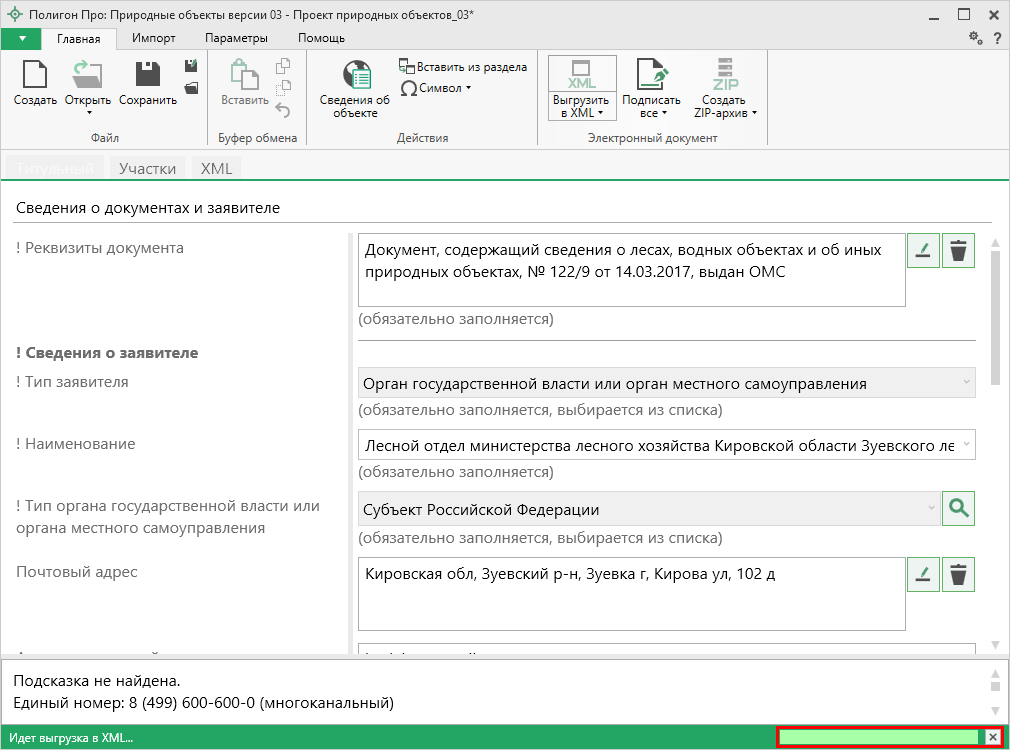 Полигон Про: Природные объекты версии 03 - Проект природных объектов_03*
Главная Импорт Параметры Помощь
?
Создать Открыть Сохранить
Файл
Вставить
Буфер обмена
Сведения об
объекте
Вставить из раздела
Символ
Действия
XML
Выгрузить
в XML
Подписать
все
ZIP
Создать
ZIP-архив
Электронный документ
Титульный Участки XML
Сведения о документах и заявителе
! Реквизиты документа
Документ, содержащий сведения о лесах, водных объектах и об иных
природных объектах, № 122/9 от 14.03.2017, выдан ОМС
(обязательно заполняется)
! Сведения о заявителе
! Тип заявителя
Орган государственной власти или орган местного самоуправления
(обязательно заполняется, выбирается из списка)
! Наименование
Лесной отдел министерства лесного хозяйства Кировской области Зуевского ле
(обязательно заполняется)
! Тип органа государственной власти или
органа местного самоуправления
Субъект Российской Федерации
(обязательно заполняется, выбирается из списка)
Почтовый адрес
Кировская обл, Зуевский р-н, Зуевка г, Кирова ул, 102 д
Подсказка не найдена.
Единый номер: 8 (499) 600-600-0 (многоканальный)
Идет выгрузка в XML...